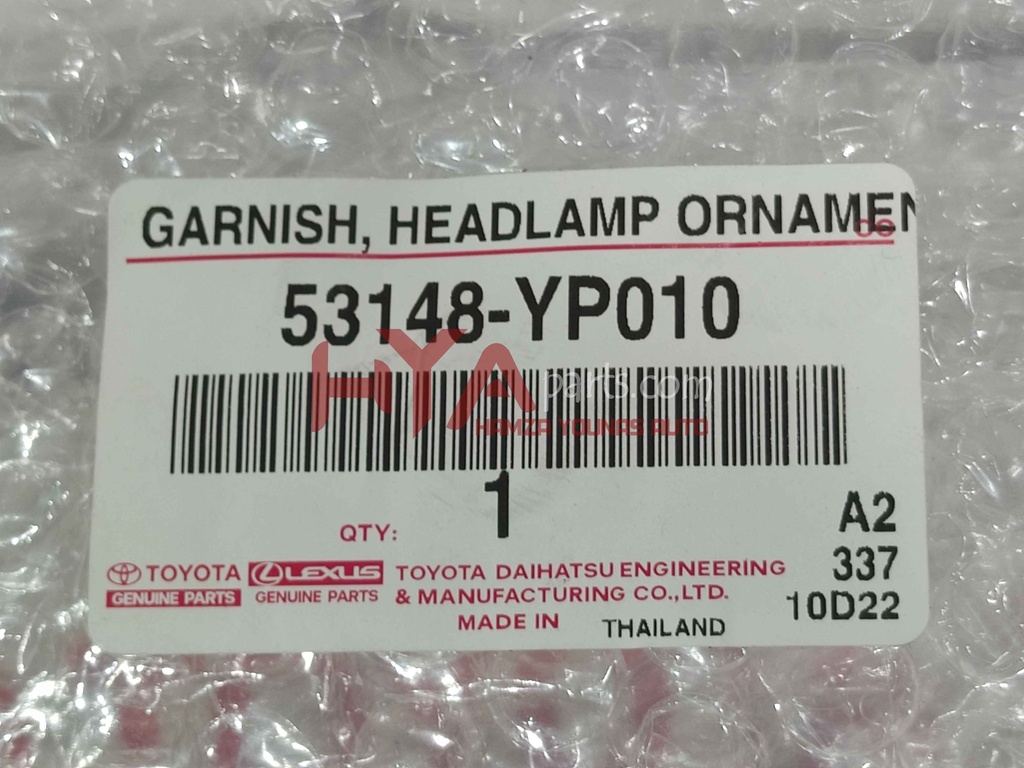 GARNISH, HEADLAMP ORNAMEN
53148-YP010
HYA parts.com
HAMZA YOUNAS AUTO
1
QTY:
A2
337
10D22
TOYOTA
GENUINE PARTS
LEXUS
GENUINE PARTS
TOYOTA DAIHATSU ENGINEERING
& MANUFACTURING CO.,LTD.
MADE IN THAILAND